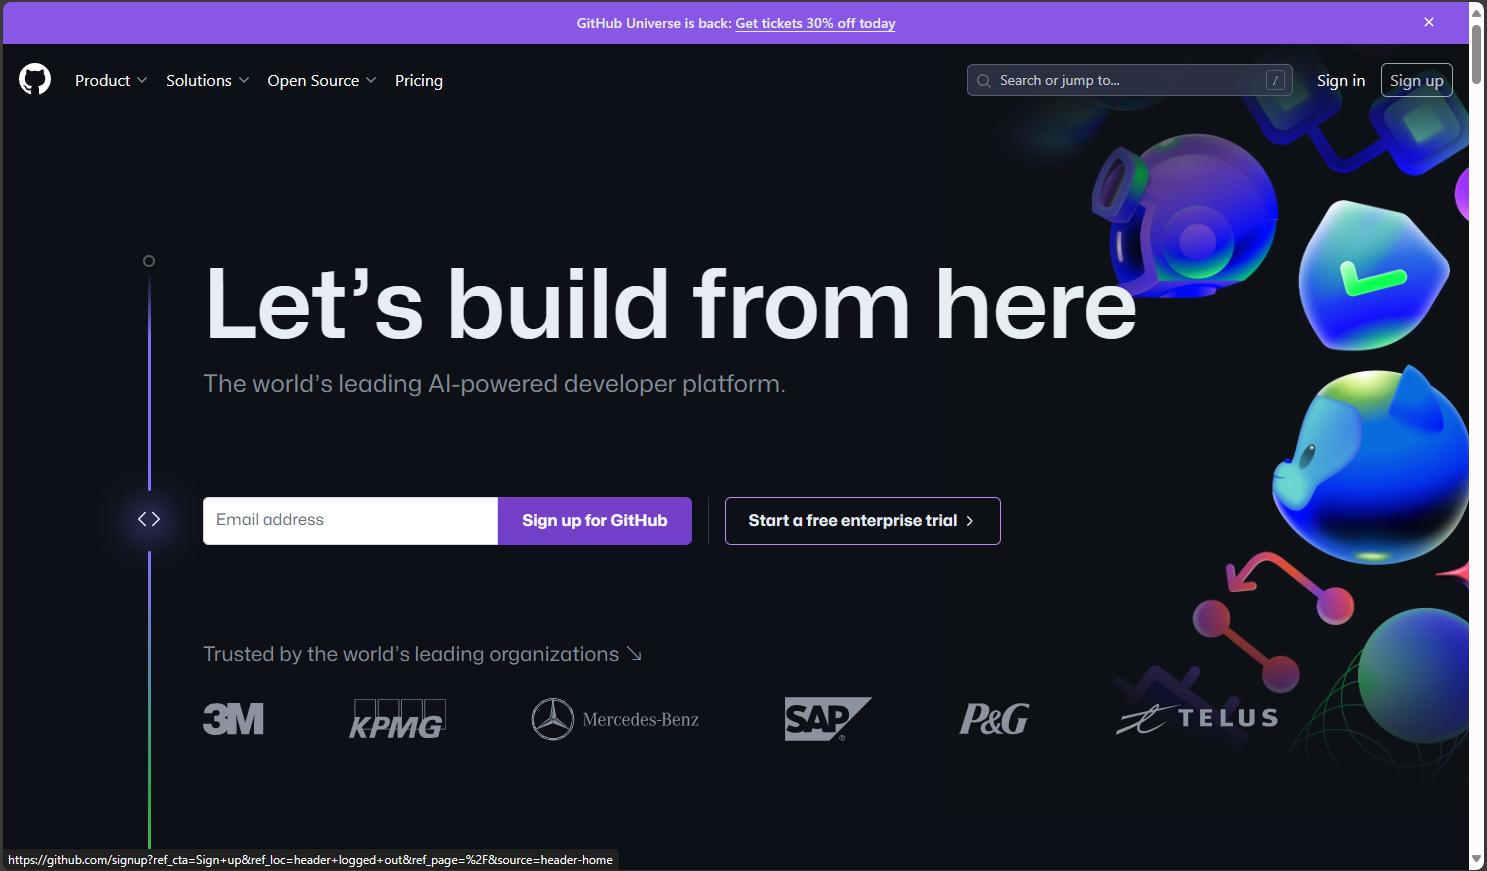 GitHub Universe is back: Get tickets 30% off today
Product Solutions Open Source Pricing Search or jump to... / Sign in Sign up
Let’s build from here
The world’s leading AI-powered developer platform.
Email address Sign up for GitHub Start a free enterprise trial
Trusted by the world’s leading organizations
3M KPMG Mercedes-Benz SAP® P&G TELUS
https://github.com/signup?ref_cta=Sign+up&ref_loc=header+logged+out&ref_page=%2F&source=header-home